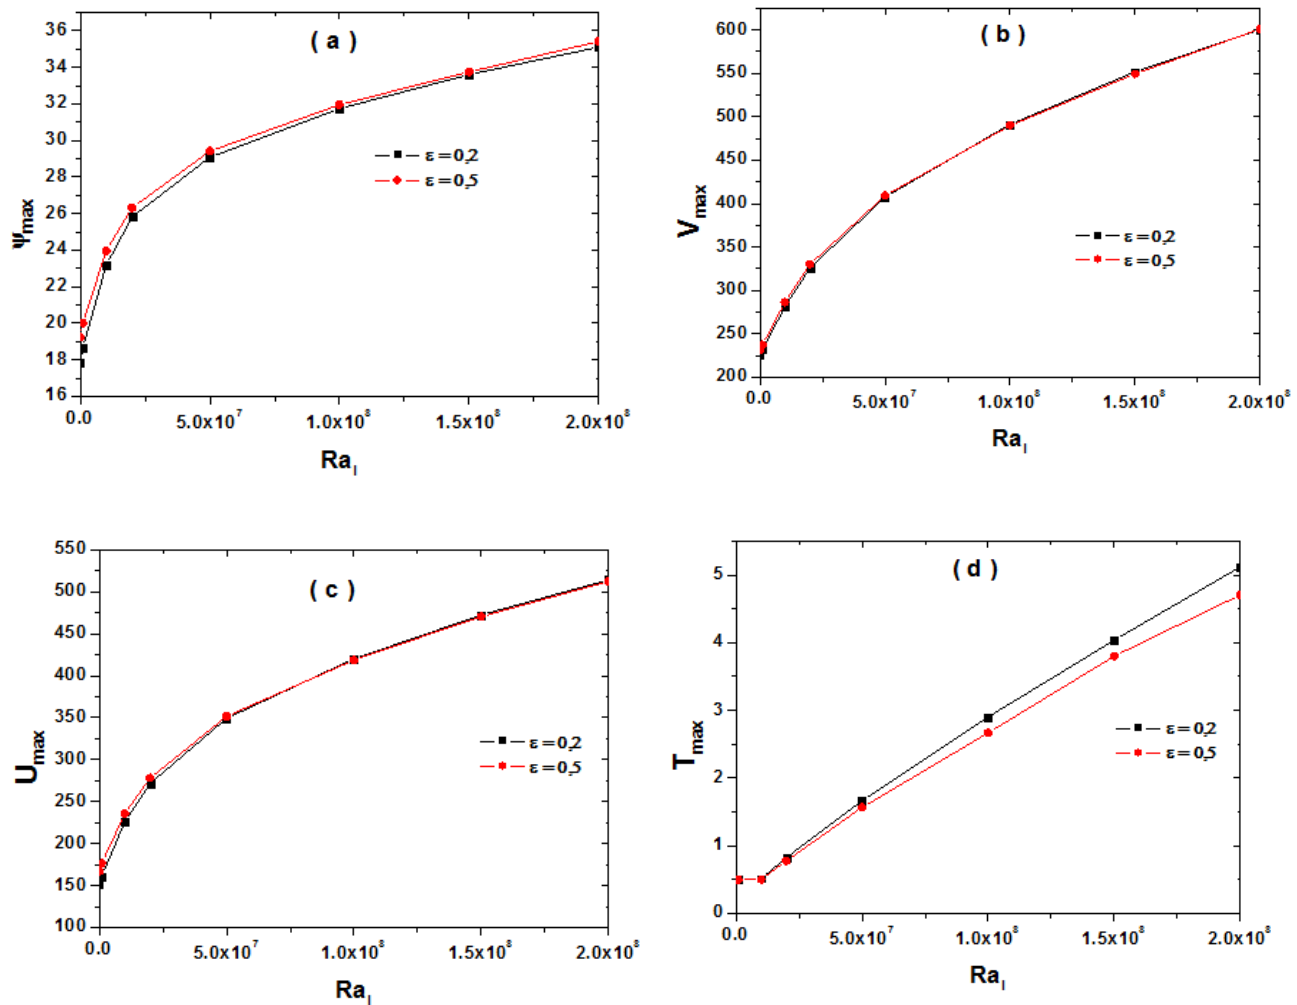 ( a )
36
34
32
30
28
26
24
22
20
18
16
ψmax
ε = 0,2
ε = 0,5
0.0
5.0x10⁷
1.0x10⁸
1.5x10⁸
2.0x10⁸
RaI
( b )
600
550
500
450
400
350
300
250
200
Vmax
ε = 0,2
ε = 0,5
0.0
5.0x10⁷
1.0x10⁸
1.5x10⁸
2.0x10⁸
RaI
( c )
550
500
450
400
350
300
250
200
150
100
Umax
ε = 0,2
ε = 0,5
0.0
5.0x10⁷
1.0x10⁸
1.5x10⁸
2.0x10⁸
RaI
( d )
5
4
3
2
1
0
Tmax
ε = 0,2
ε = 0,5
0.0
5.0x10⁷
1.0x10⁸
1.5x10⁸
2.0x10⁸
RaI